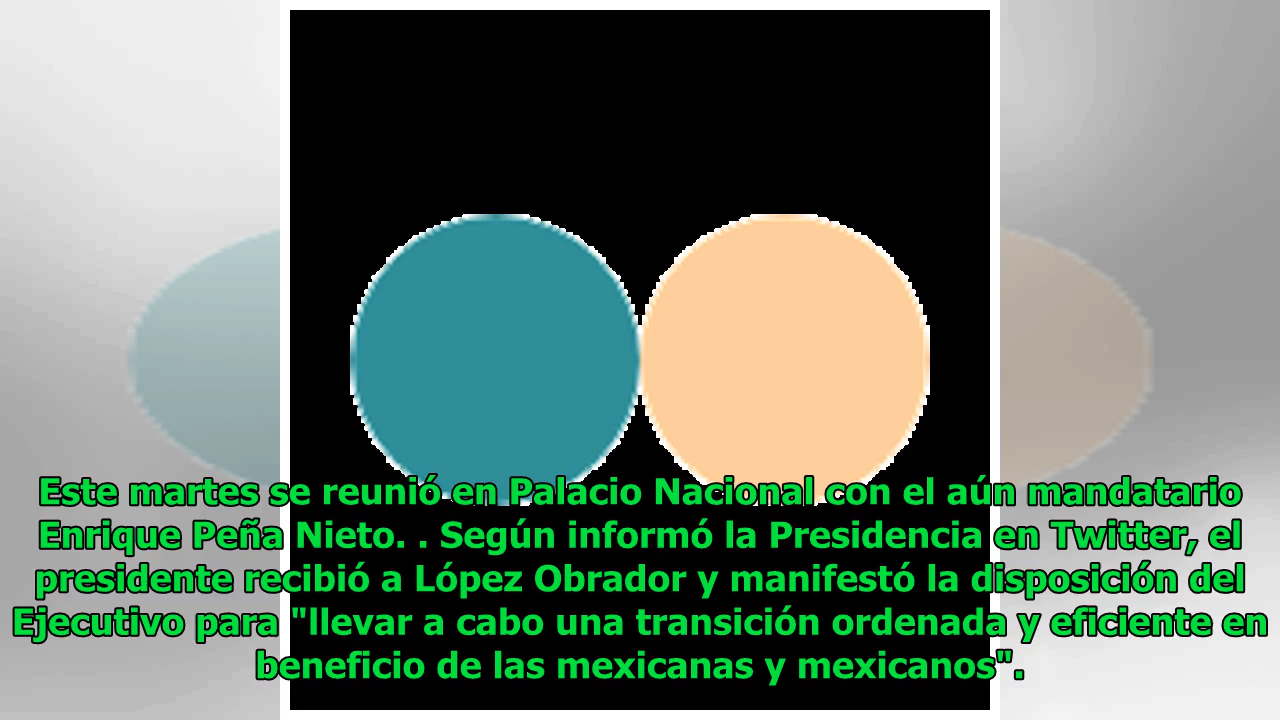 Este martes se reunió en Palacio Nacional con el aún mandatario
Enrique Peña Nieto. . Según informó la Presidencia en Twitter, el
presidente recibió a López Obrador y manifestó la disposición del
Ejecutivo para "llevar a cabo una transición ordenada y eficiente en
beneficio de las mexicanas y mexicanos".